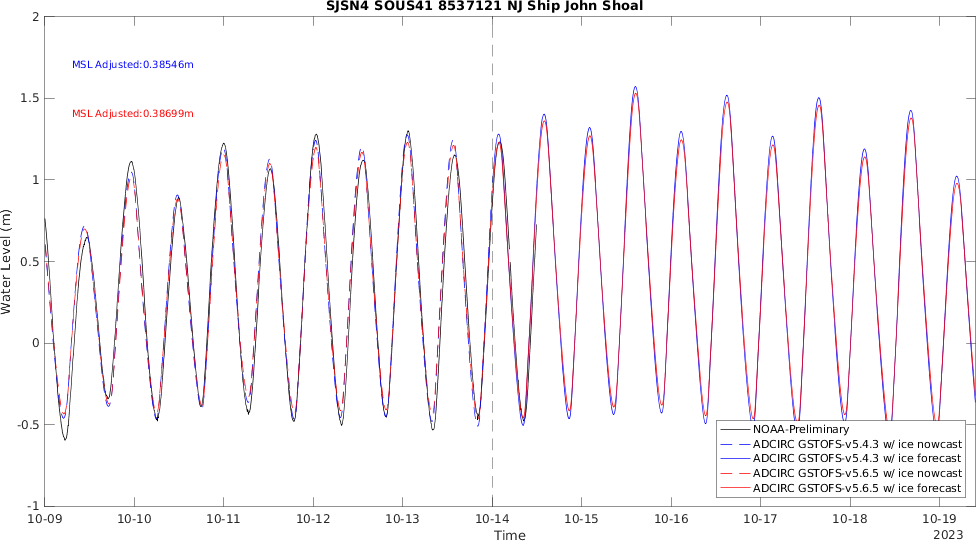 SJSN4 SOUS41 8537121 NJ Ship John Shoal
MSL Adjusted:0.38546m
MSL Adjusted:0.38699m
Water Level (m)
2
1.5
1
0.5
0
-0.5
-1
NOAA-Preliminary
ADCIRC GSTOFS-v5.4.3 w/ ice nowcast
ADCIRC GSTOFS-v5.4.3 w/ ice forecast
ADCIRC GSTOFS-v5.6.5 w/ ice nowcast
ADCIRC GSTOFS-v5.6.5 w/ ice forecast
10-09 10-10 10-11 10-12 10-13 10-14 10-15 10-16 10-17 10-18 10-19
2023
Time